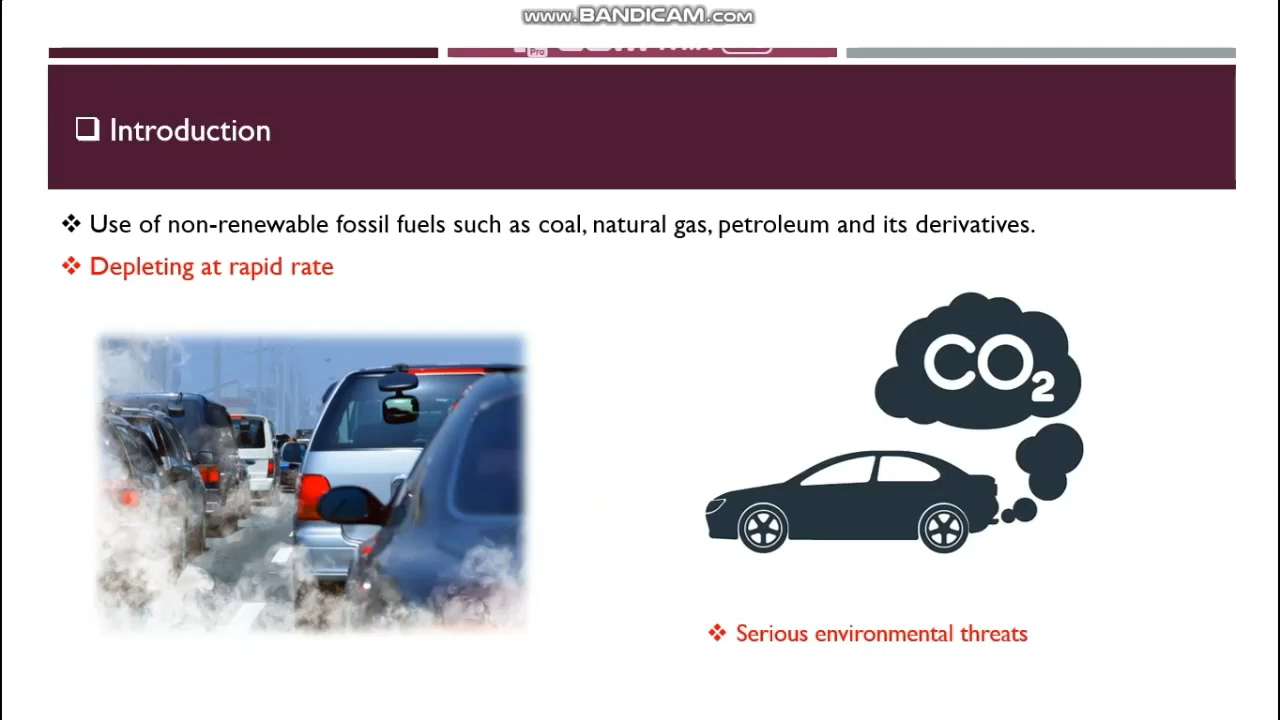 www.BANDICAM.com
Pro
Introduction
Use of non-renewable fossil fuels such as coal, natural gas, petroleum and its derivatives.
Depleting at rapid rate
CO2
Serious environmental threats